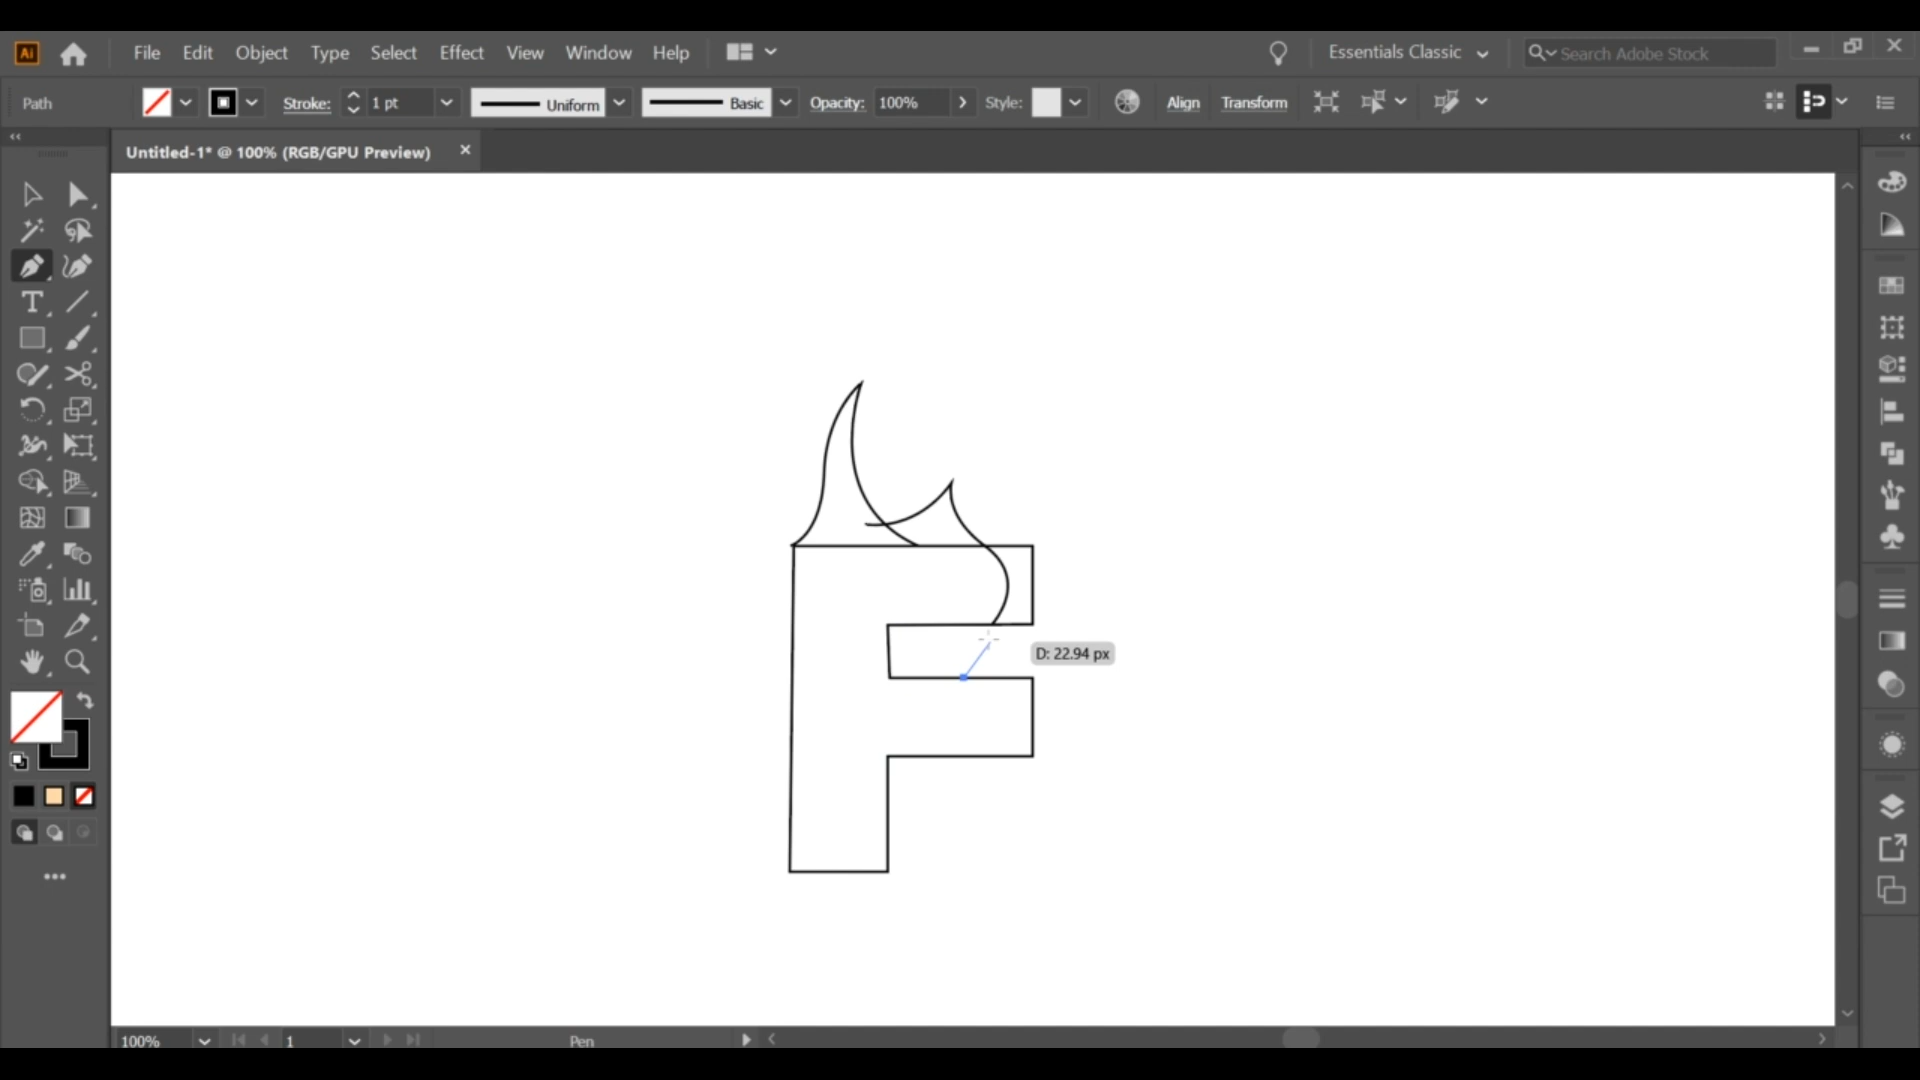 Ai File Edit Object Type Select Effect View Window Help Essentials Classic Search Adobe Stock
Path Stroke: 1 pt Uniform Basic Opacity: 100% Style: Align Transform
Untitled-1* @ 100% (RGB/GPU Preview)
D: 22.94 px
100% 1 Pen